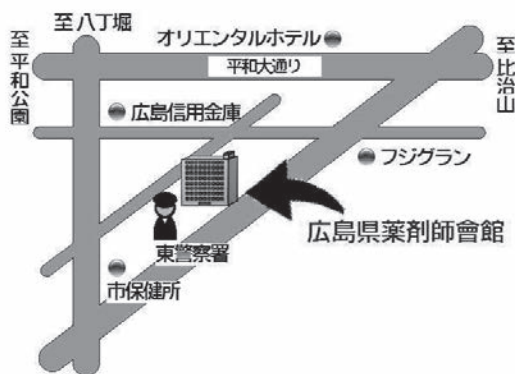 至八丁堀
オリエンタルホテル
至平和公園
平和大通り
至比治山
広島信用金庫
フジグラン
広島県薬剤師會館
東警察署
市保健所